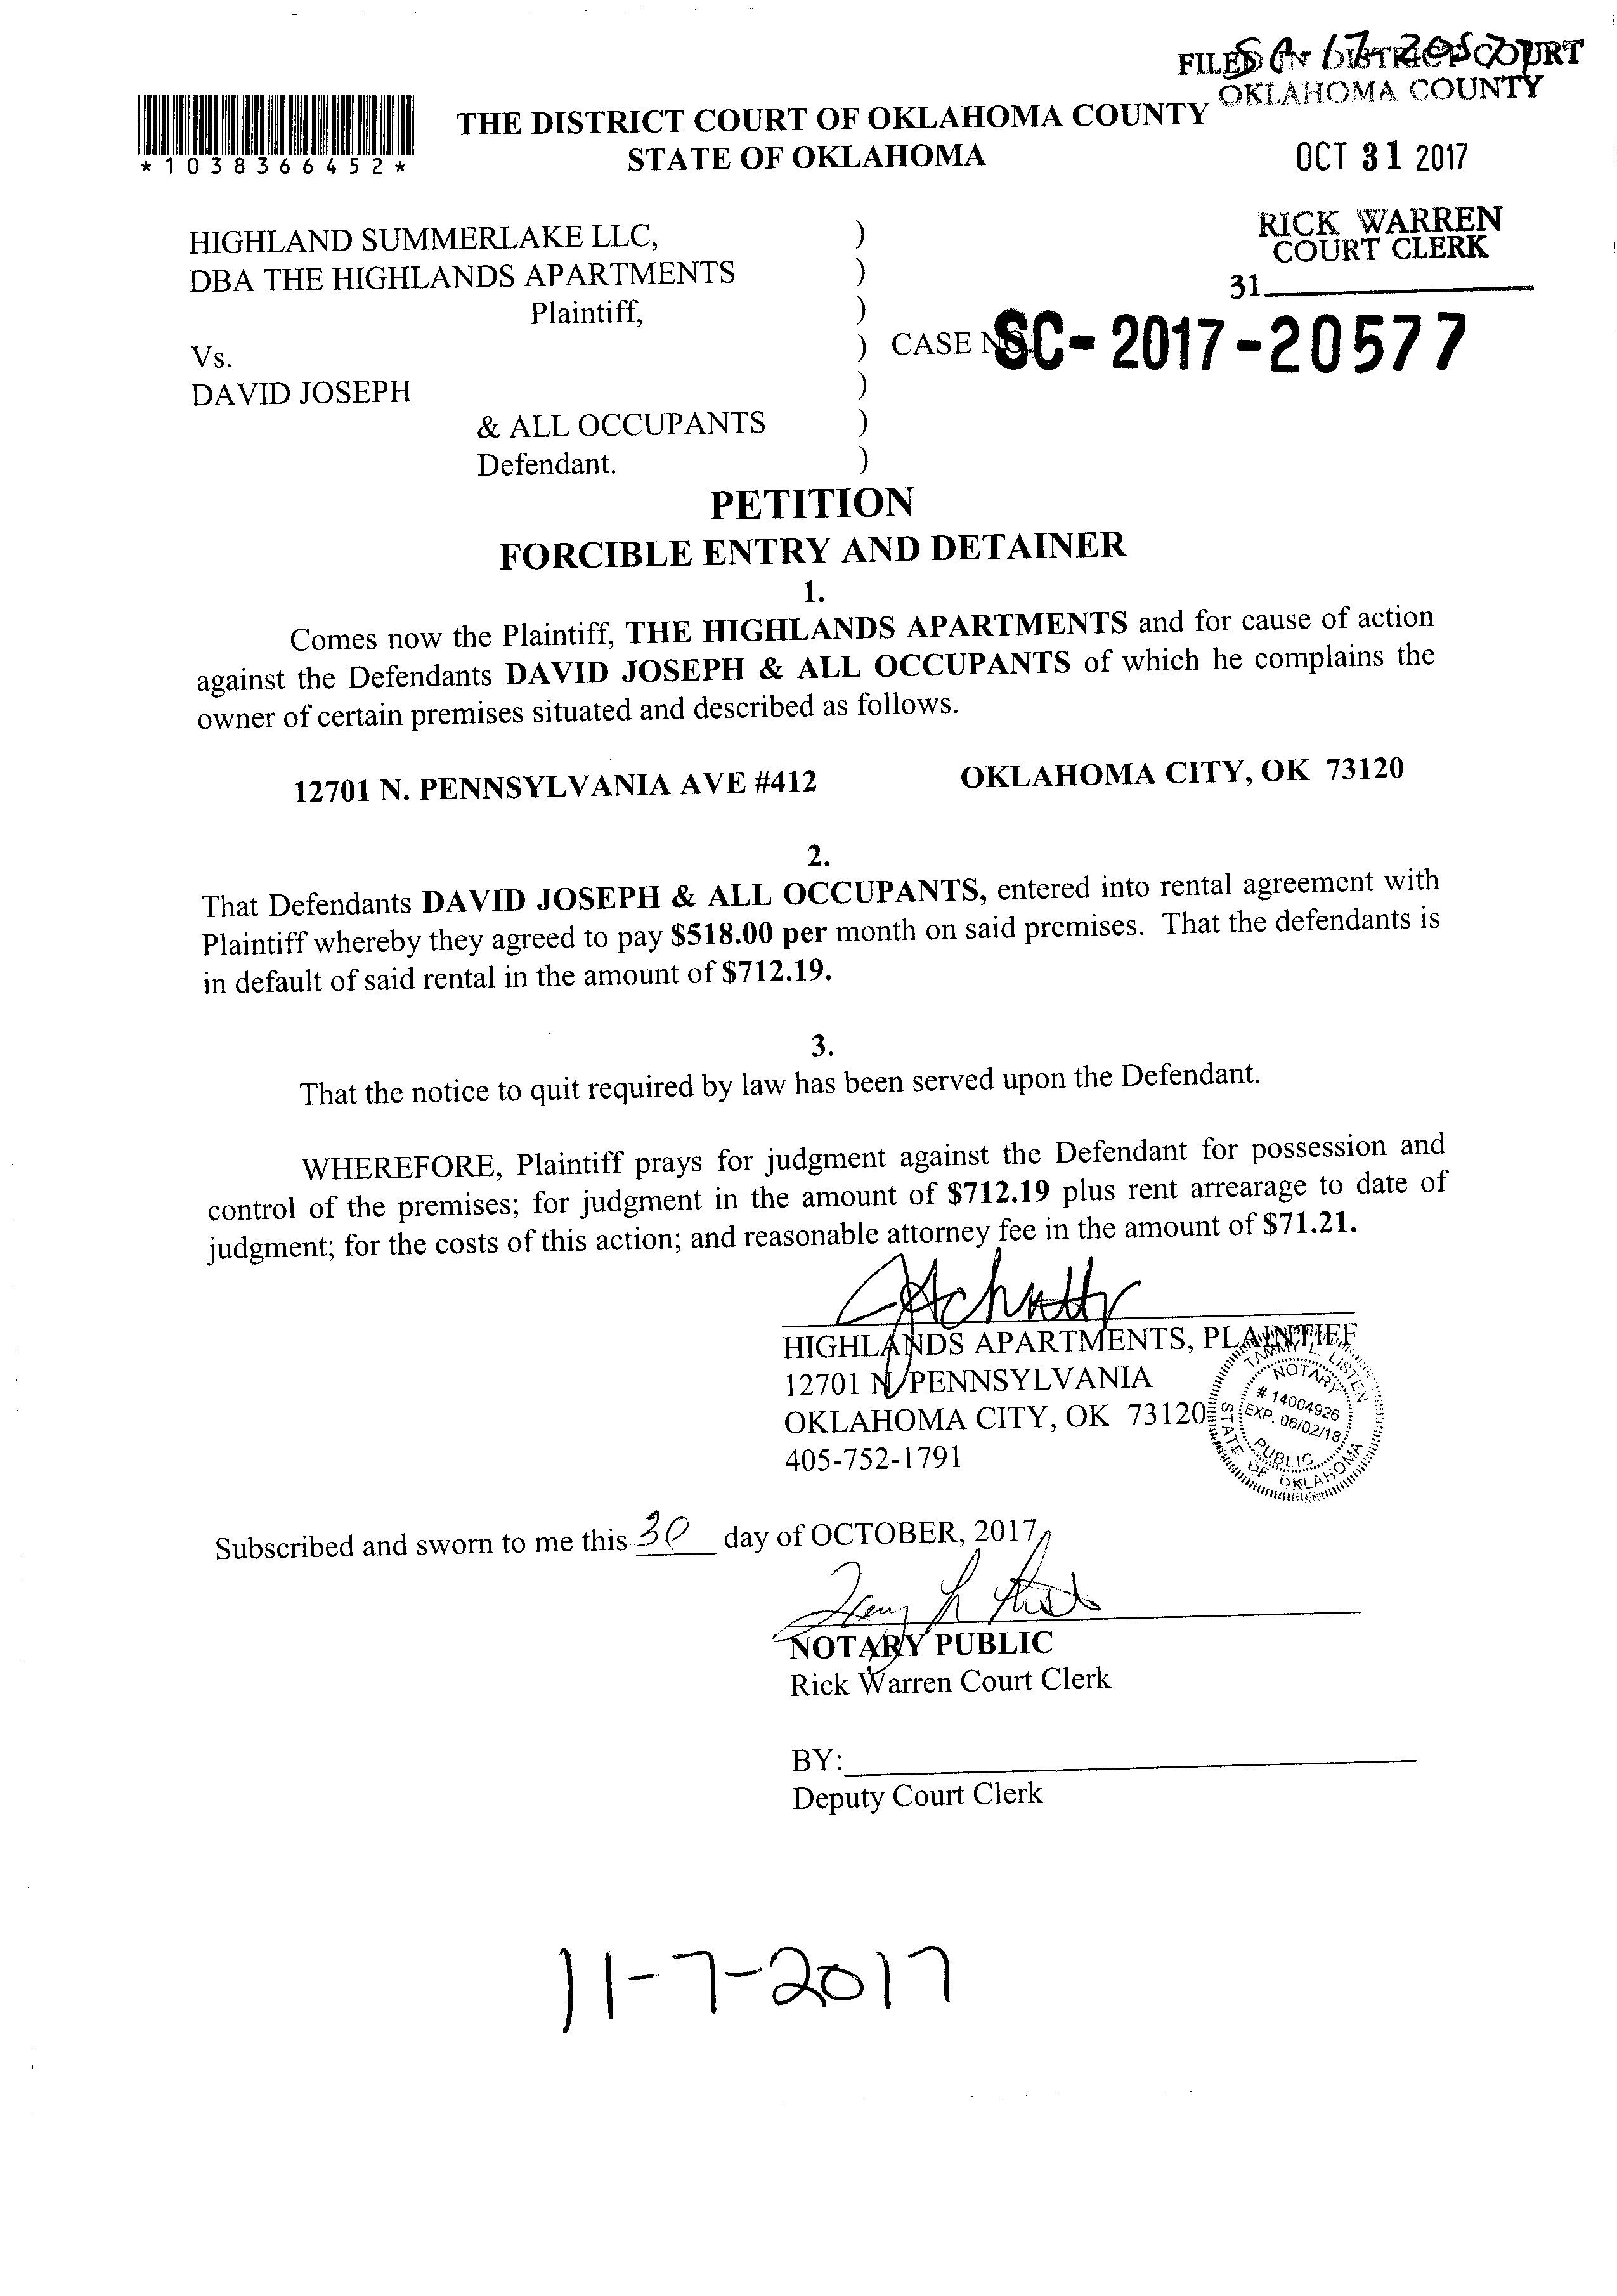 SC-17-20577
FILED IN DISTRICT COURT
OKLAHOMA COUNTY
THE DISTRICT COURT OF OKLAHOMA COUNTY
STATE OF OKLAHOMA
*1038366452*
OCT 31 2017
RICK WARREN
COURT CLERK
31
HIGHLAND SUMMERLAKE LLC, )
DBA THE HIGHLANDS APARTMENTS )
Plaintiff, )
Vs. ) CASE NO. SC-2017-20577
DAVID JOSEPH )
& ALL OCCUPANTS )
Defendant. )
PETITION
FORCIBLE ENTRY AND DETAINER
1.
Comes now the Plaintiff, THE HIGHLANDS APARTMENTS and for cause of action
against the Defendants DAVID JOSEPH & ALL OCCUPANTS of which he complains the
owner of certain premises situated and described as follows.
12701 N. PENNSYLVANIA AVE #412 OKLAHOMA CITY, OK 73120
2.
That Defendants DAVID JOSEPH & ALL OCCUPANTS, entered into rental agreement with
Plaintiff whereby they agreed to pay $518.00 per month on said premises. That the defendants is
in default of said rental in the amount of $712.19.
3.
That the notice to quit required by law has been served upon the Defendant.
WHEREFORE, Plaintiff prays for judgment against the Defendant for possession and
control of the premises; for judgment in the amount of $712.19 plus rent arrearage to date of
judgment; for the costs of this action; and reasonable attorney fee in the amount of $71.21.
HIGHLANDS APARTMENTS, PLAINTIFF
12701 N PENNSYLVANIA
OKLAHOMA CITY, OK 73120
405-752-1791
TAMMY L. LISTEN
NOTARY
# 14004926
EXP. 06/02/18
PUBLIC
STATE OF OKLAHOMA
Subscribed and sworn to me this 30 day of OCTOBER, 2017
NOTARY PUBLIC
Rick Warren Court Clerk
BY:
Deputy Court Clerk
11-7-2017